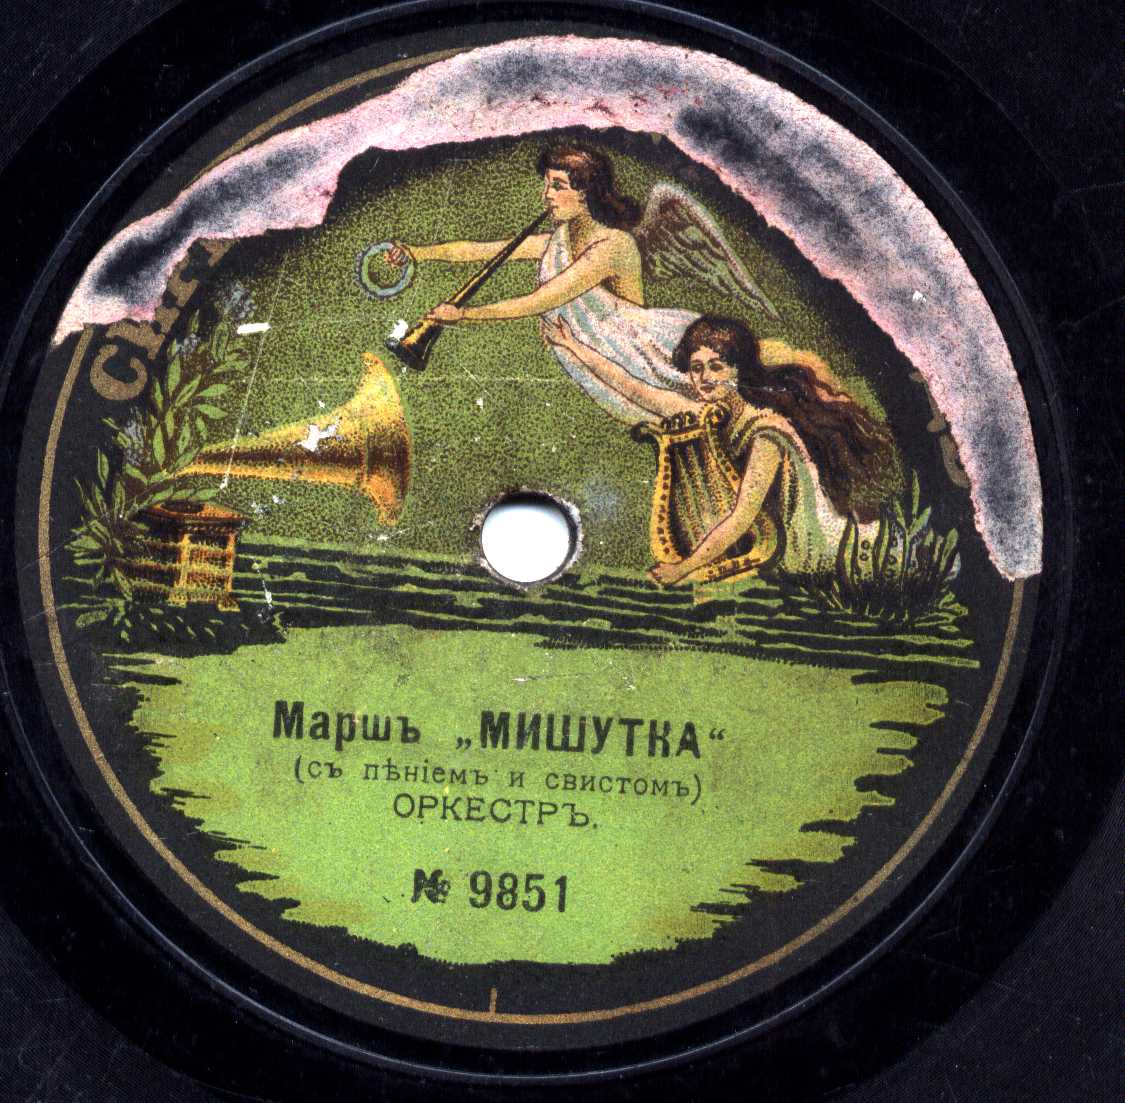 Маршъ „МИШУТКА“
(съ пѣніемъ и свистомъ)
ОРКЕСТРЪ.
№ 9851